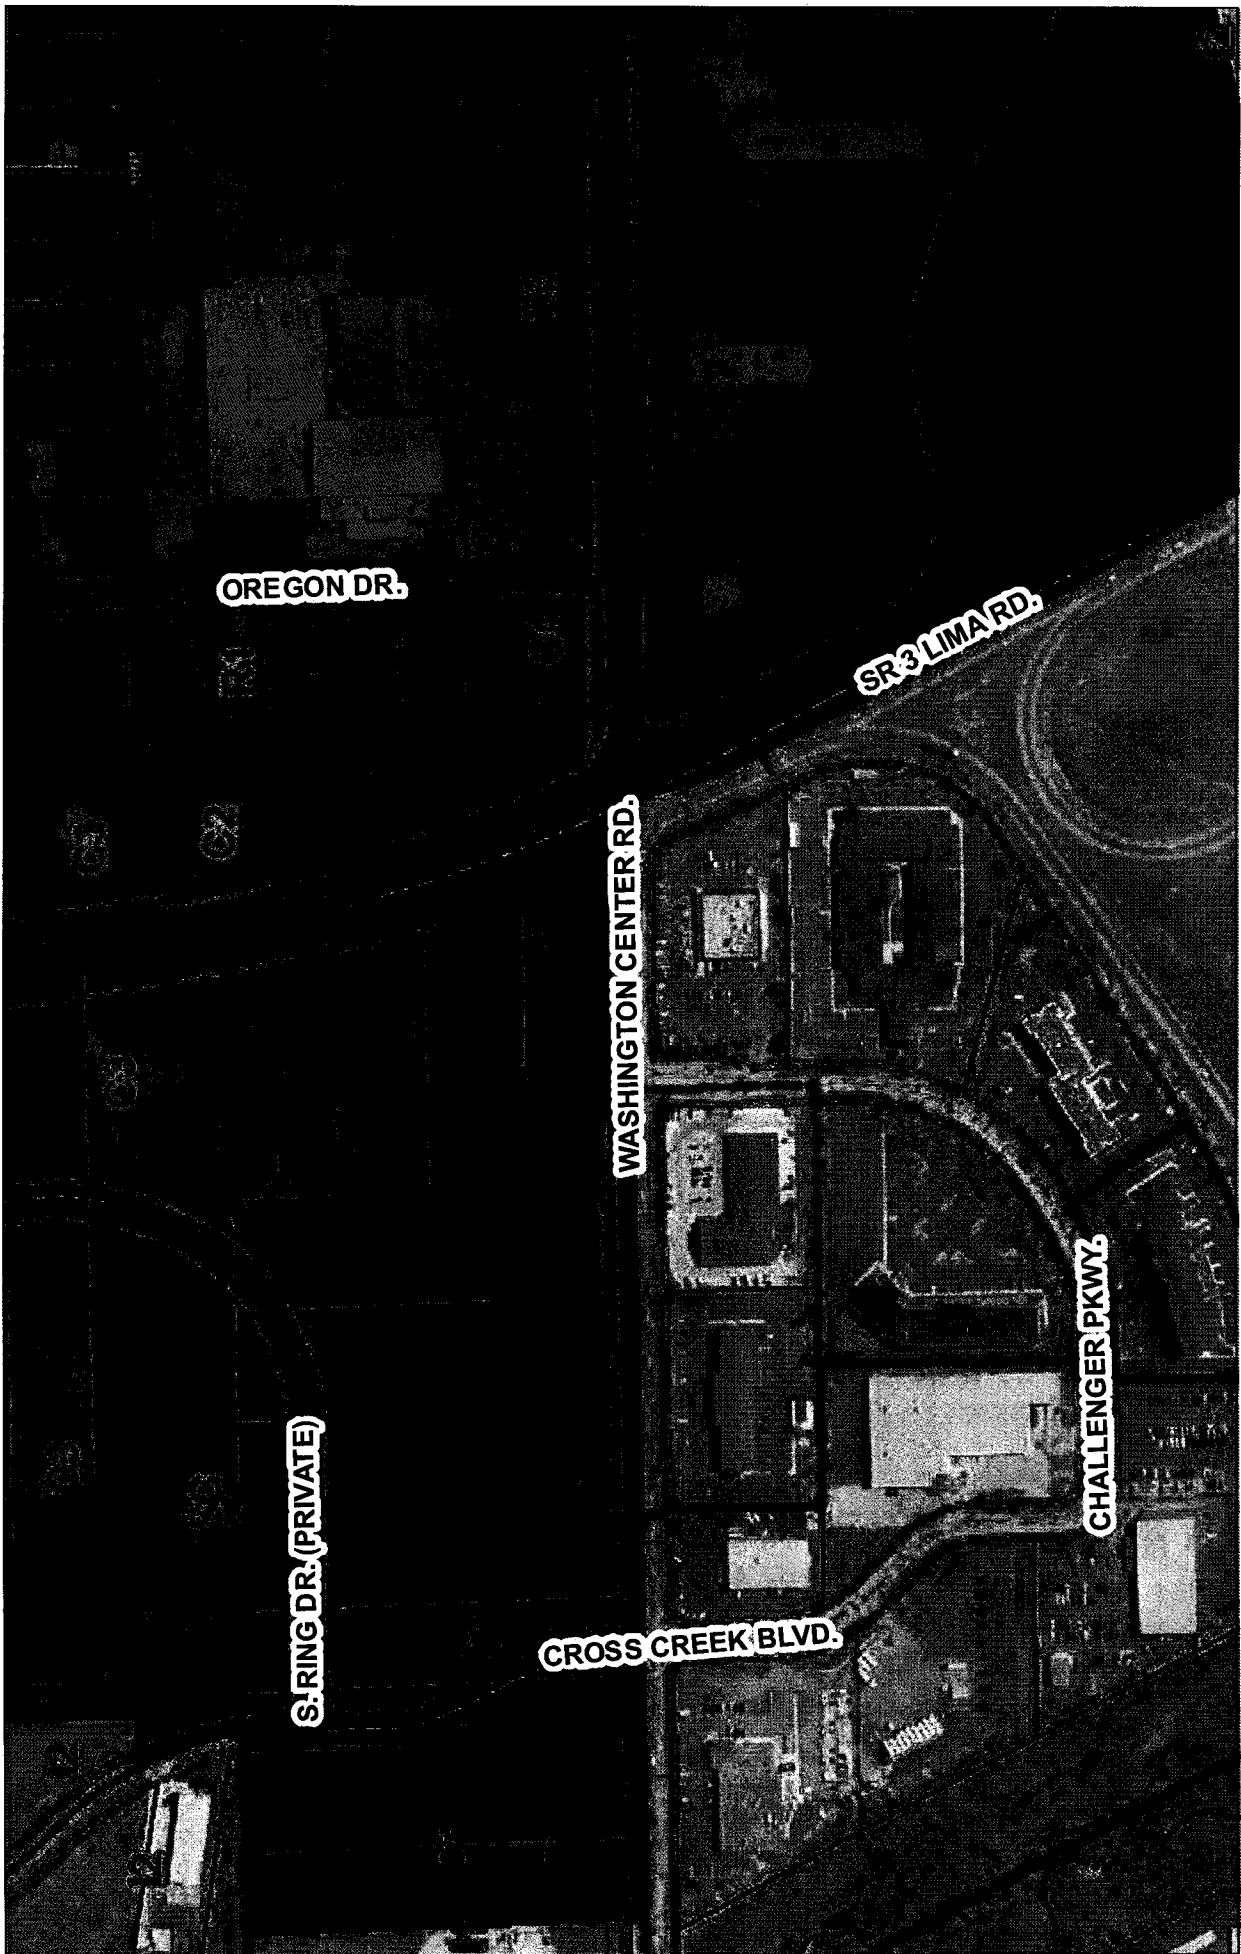 OREGON DR.
SR 3 LIMA RD.
WASHINGTON CENTER RD.
CHALLENGER PKWY.
S. RING DR. (PRIVATE)
CROSS CREEK BLVD.